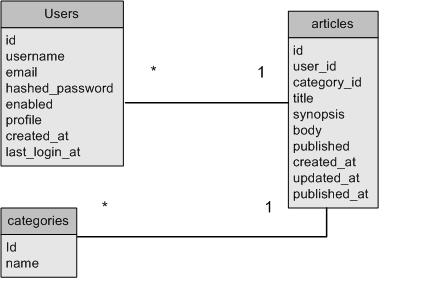 Users
id
username
email
hashed_password
enabled
profile
created_at
last_login_at
*
1
articles
id
user_id
category_id
title
synopsis
body
published
created_at
updated_at
published_at
categories
Id
name
*
1